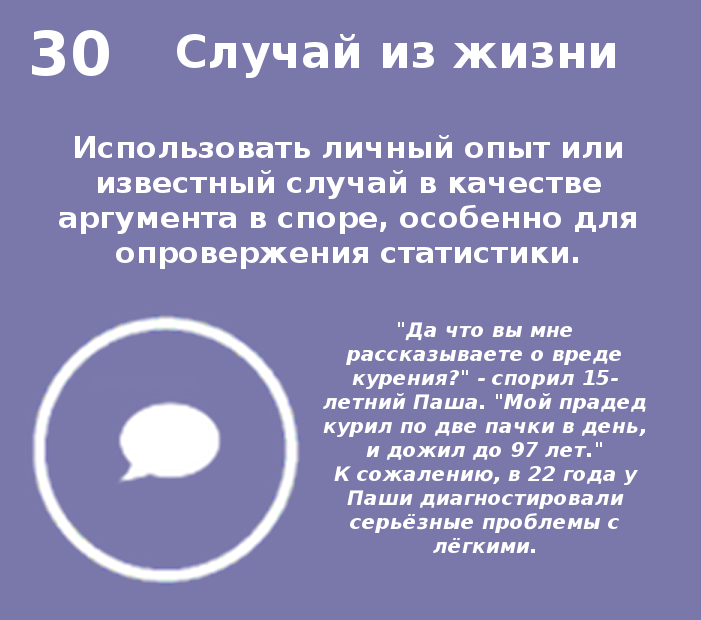 30 Случай из жизни
Использовать личный опыт или
известный случай в качестве
аргумента в споре, особенно для
опровержения статистики.
"Да что вы мне
рассказываете о вреде
курения?" - спорил 15-
летний Паша. "Мой прадед
курил по две пачки в день,
и дожил до 97 лет."
К сожалению, в 22 года у
Паши диагностировали
серьёзные проблемы с
лёгкими.